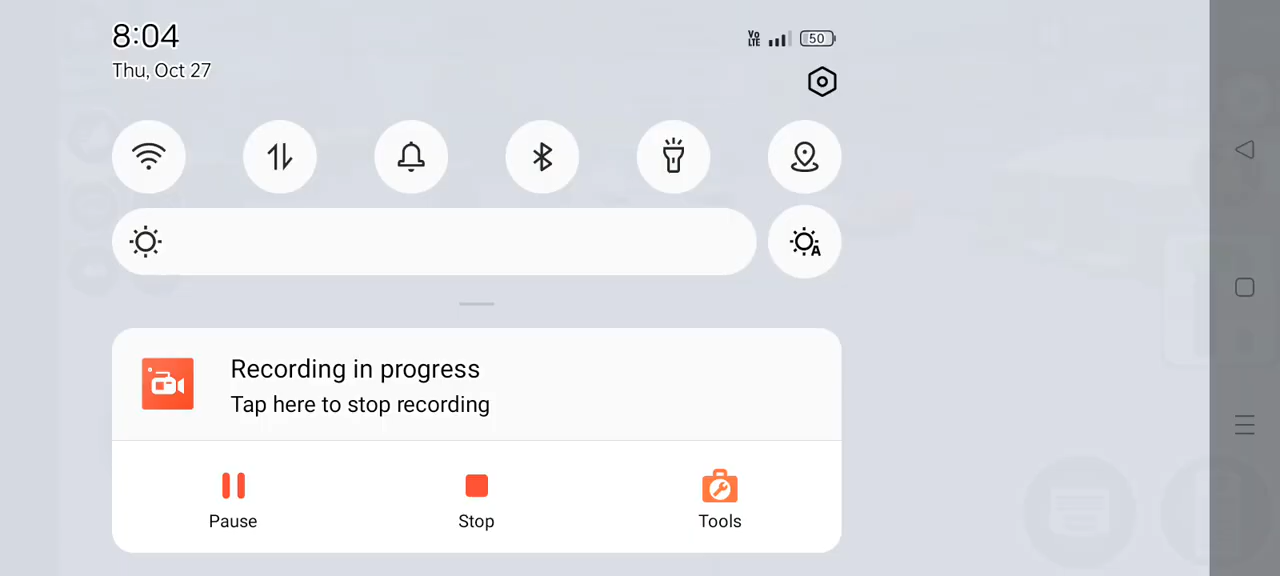 8:04
Vo
LTE
50
Thu, Oct 27
A
Recording in progress
Tap here to stop recording
Pause
Stop
Tools